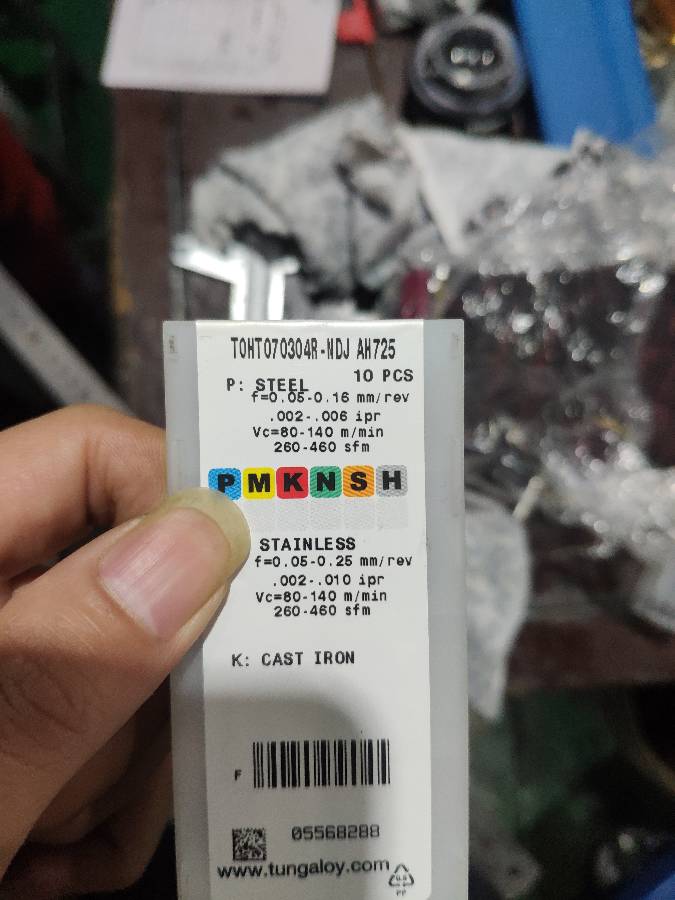 TOHT070304R-NDJ AH725
10 PCS
P: STEEL
f=0.05-0.16 mm/rev
.002-.006 ipr
Vc=80-140 m/min
260-460 sfm
P M K N S H
STAINLESS
f=0.05-0.25 mm/rev
.002-.010 ipr
Vc=80-140 m/min
260-460 sfm
K: CAST IRON
F
05568288
www.tungaloy.com
PP